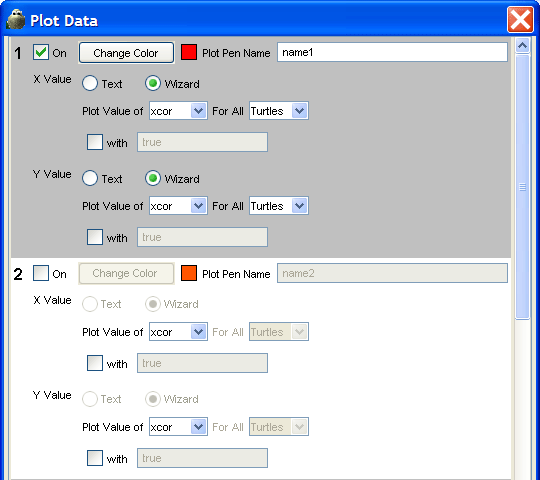 Plot Data
1 On Change Color Plot Pen Name name1
X Value Text Wizard
Plot Value of xcor For All Turtles
with true
Y Value Text Wizard
Plot Value of xcor For All Turtles
with true
2 On Change Color Plot Pen Name name2
X Value Text Wizard
Plot Value of xcor For All Turtles
with true
Y Value Text Wizard
Plot Value of xcor For All Turtles
with true